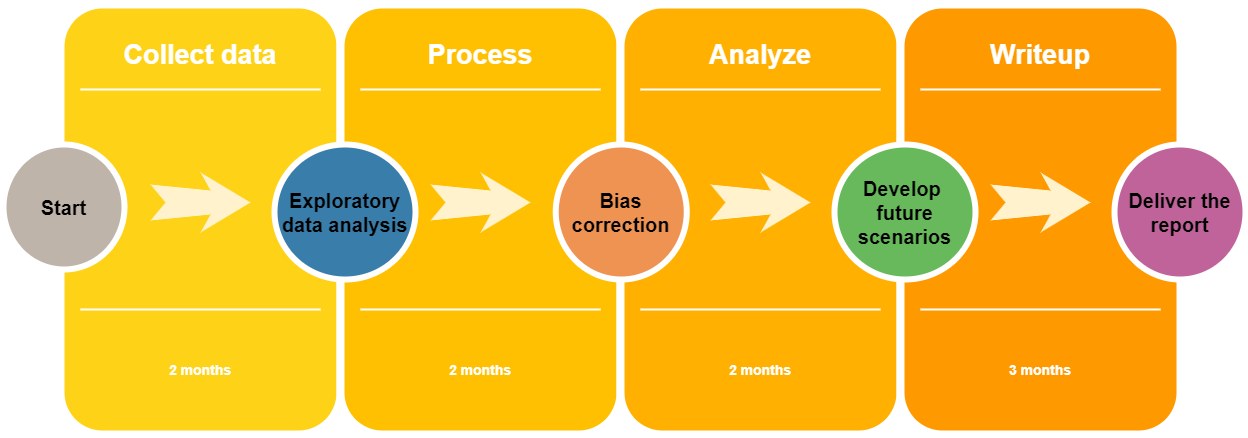 Collect data
Process
Analyze
Writeup
Start
Exploratory
data analysis
Bias
correction
Develop
future
scenarios
Deliver the
report
2 months
2 months
2 months
3 months